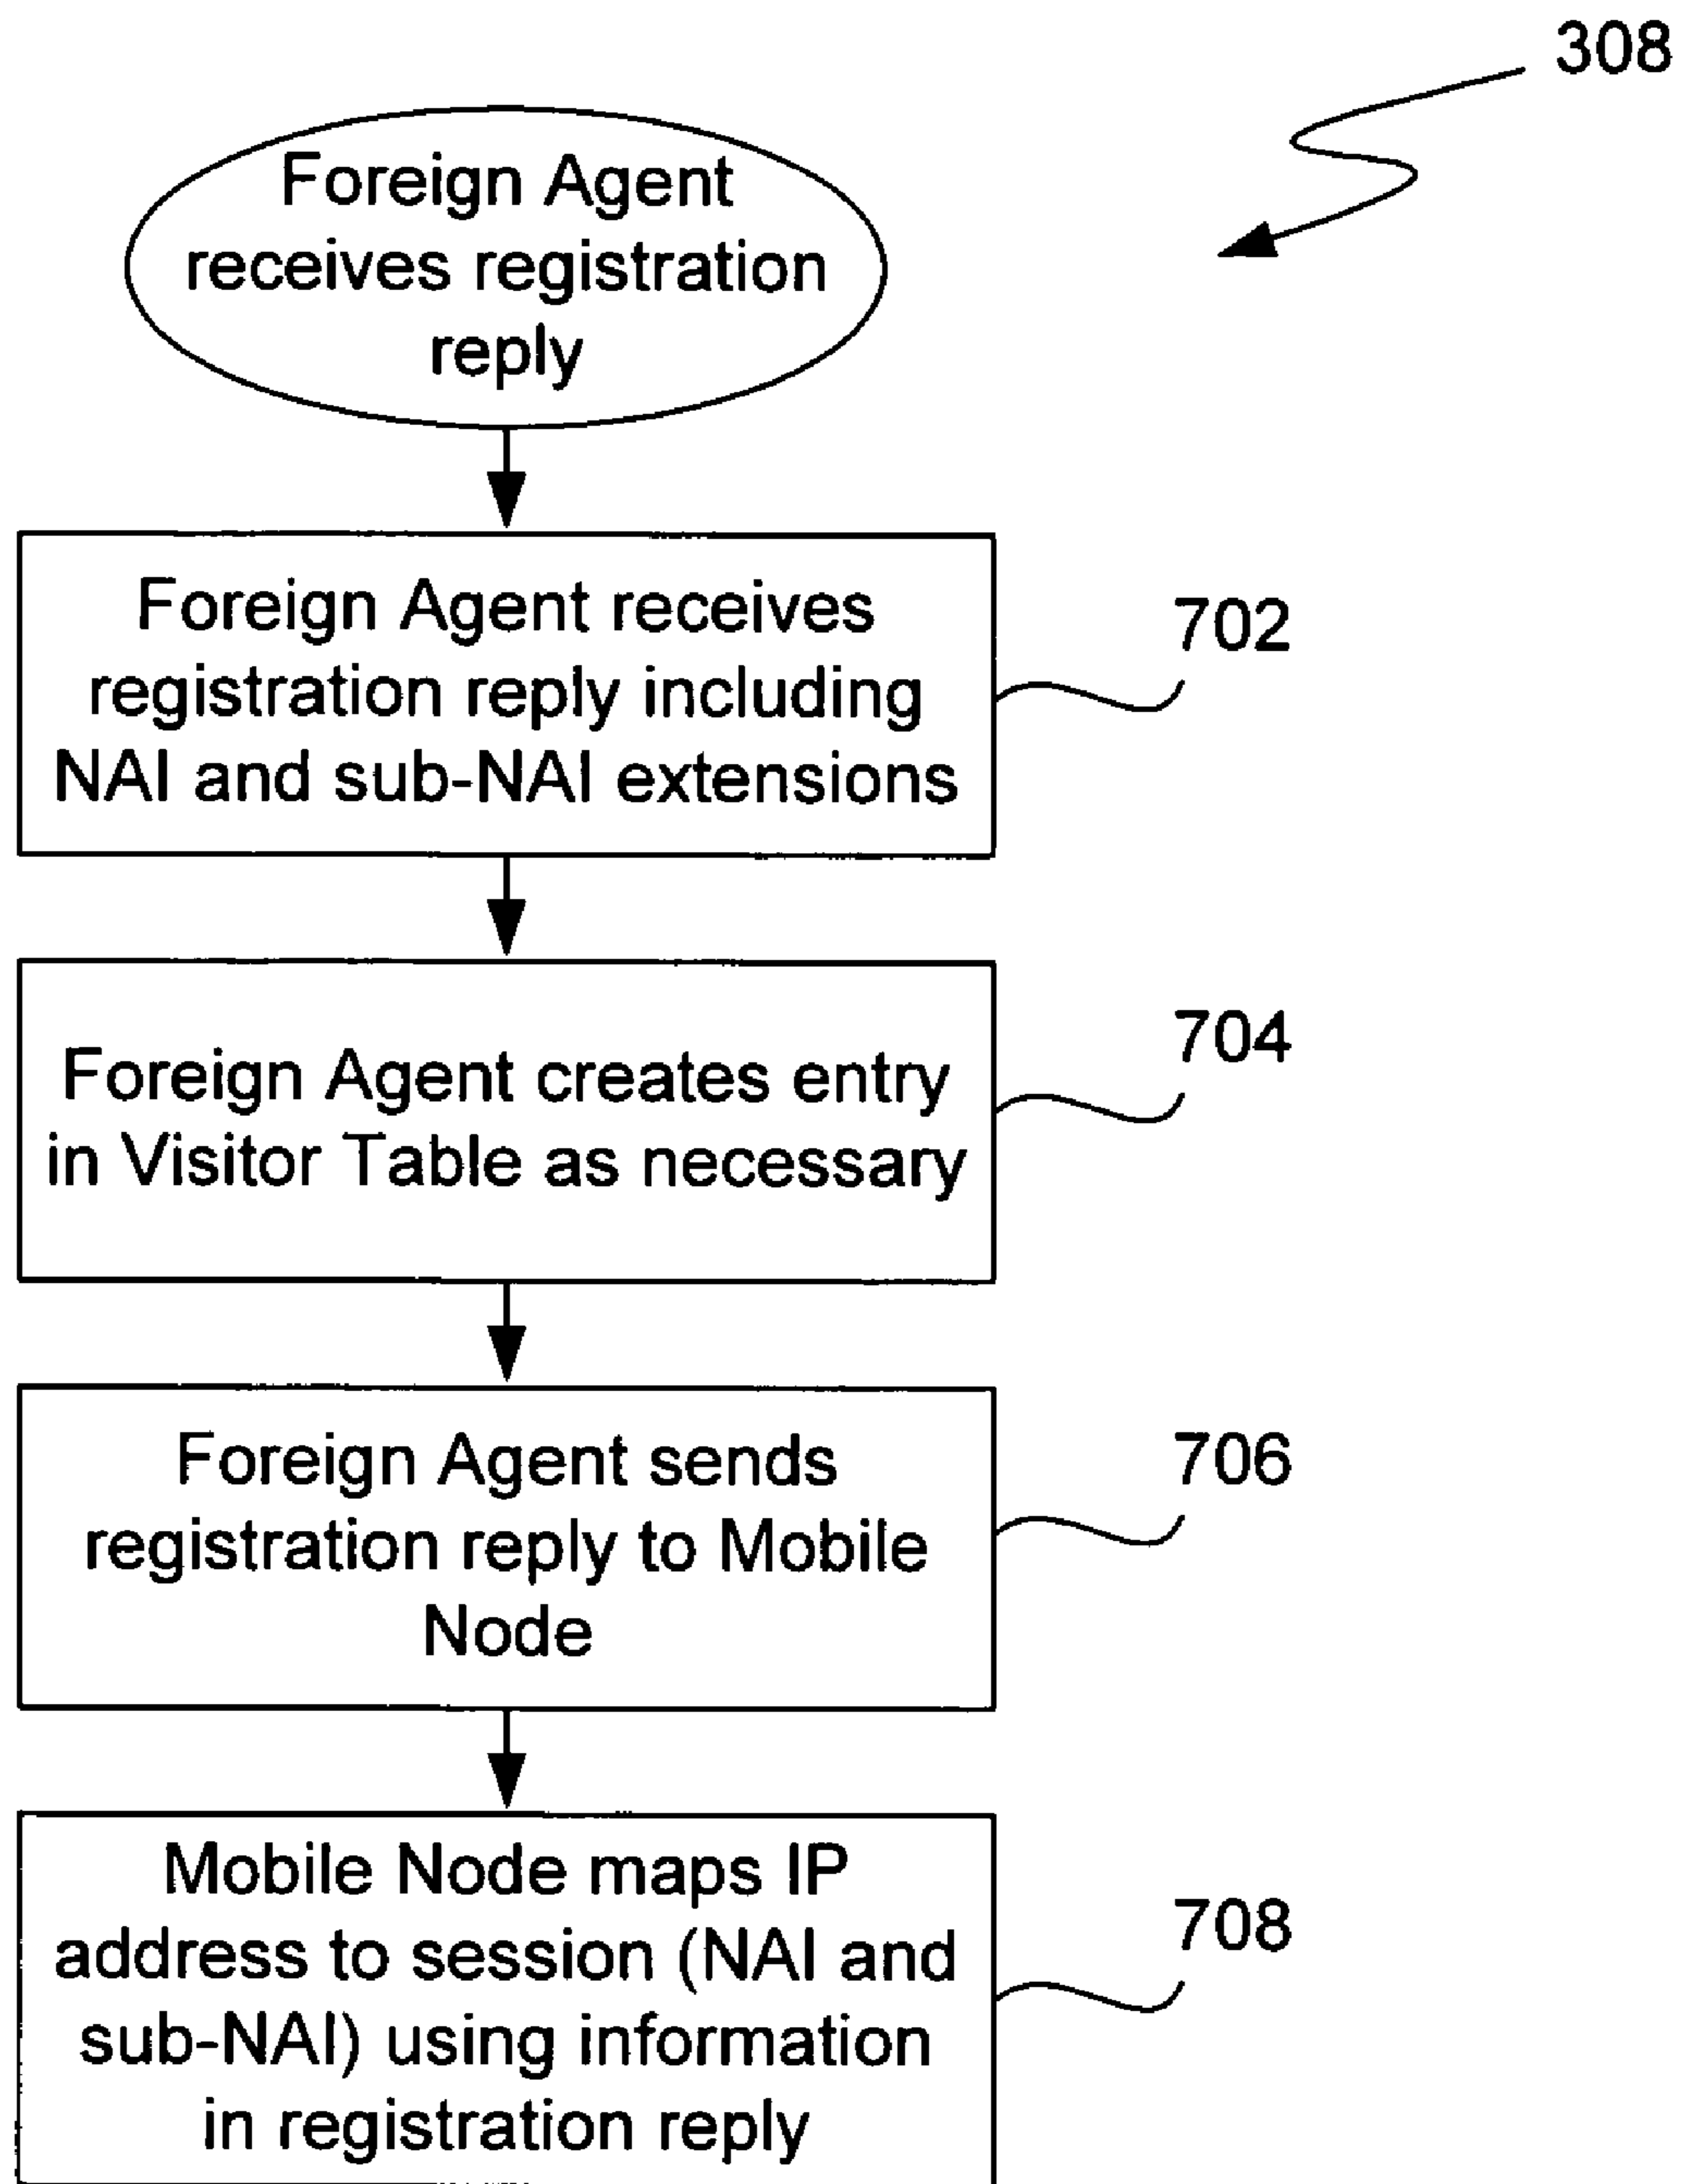 308
Foreign Agent
receives registration
reply
Foreign Agent receives
registration reply including
NAI and sub-NAI extensions
702
Foreign Agent creates entry
in Visitor Table as necessary
704
Foreign Agent sends
registration reply to Mobile
Node
706
Mobile Node maps IP
address to session (NAI and
sub-NAI) using information
in registration reply
708